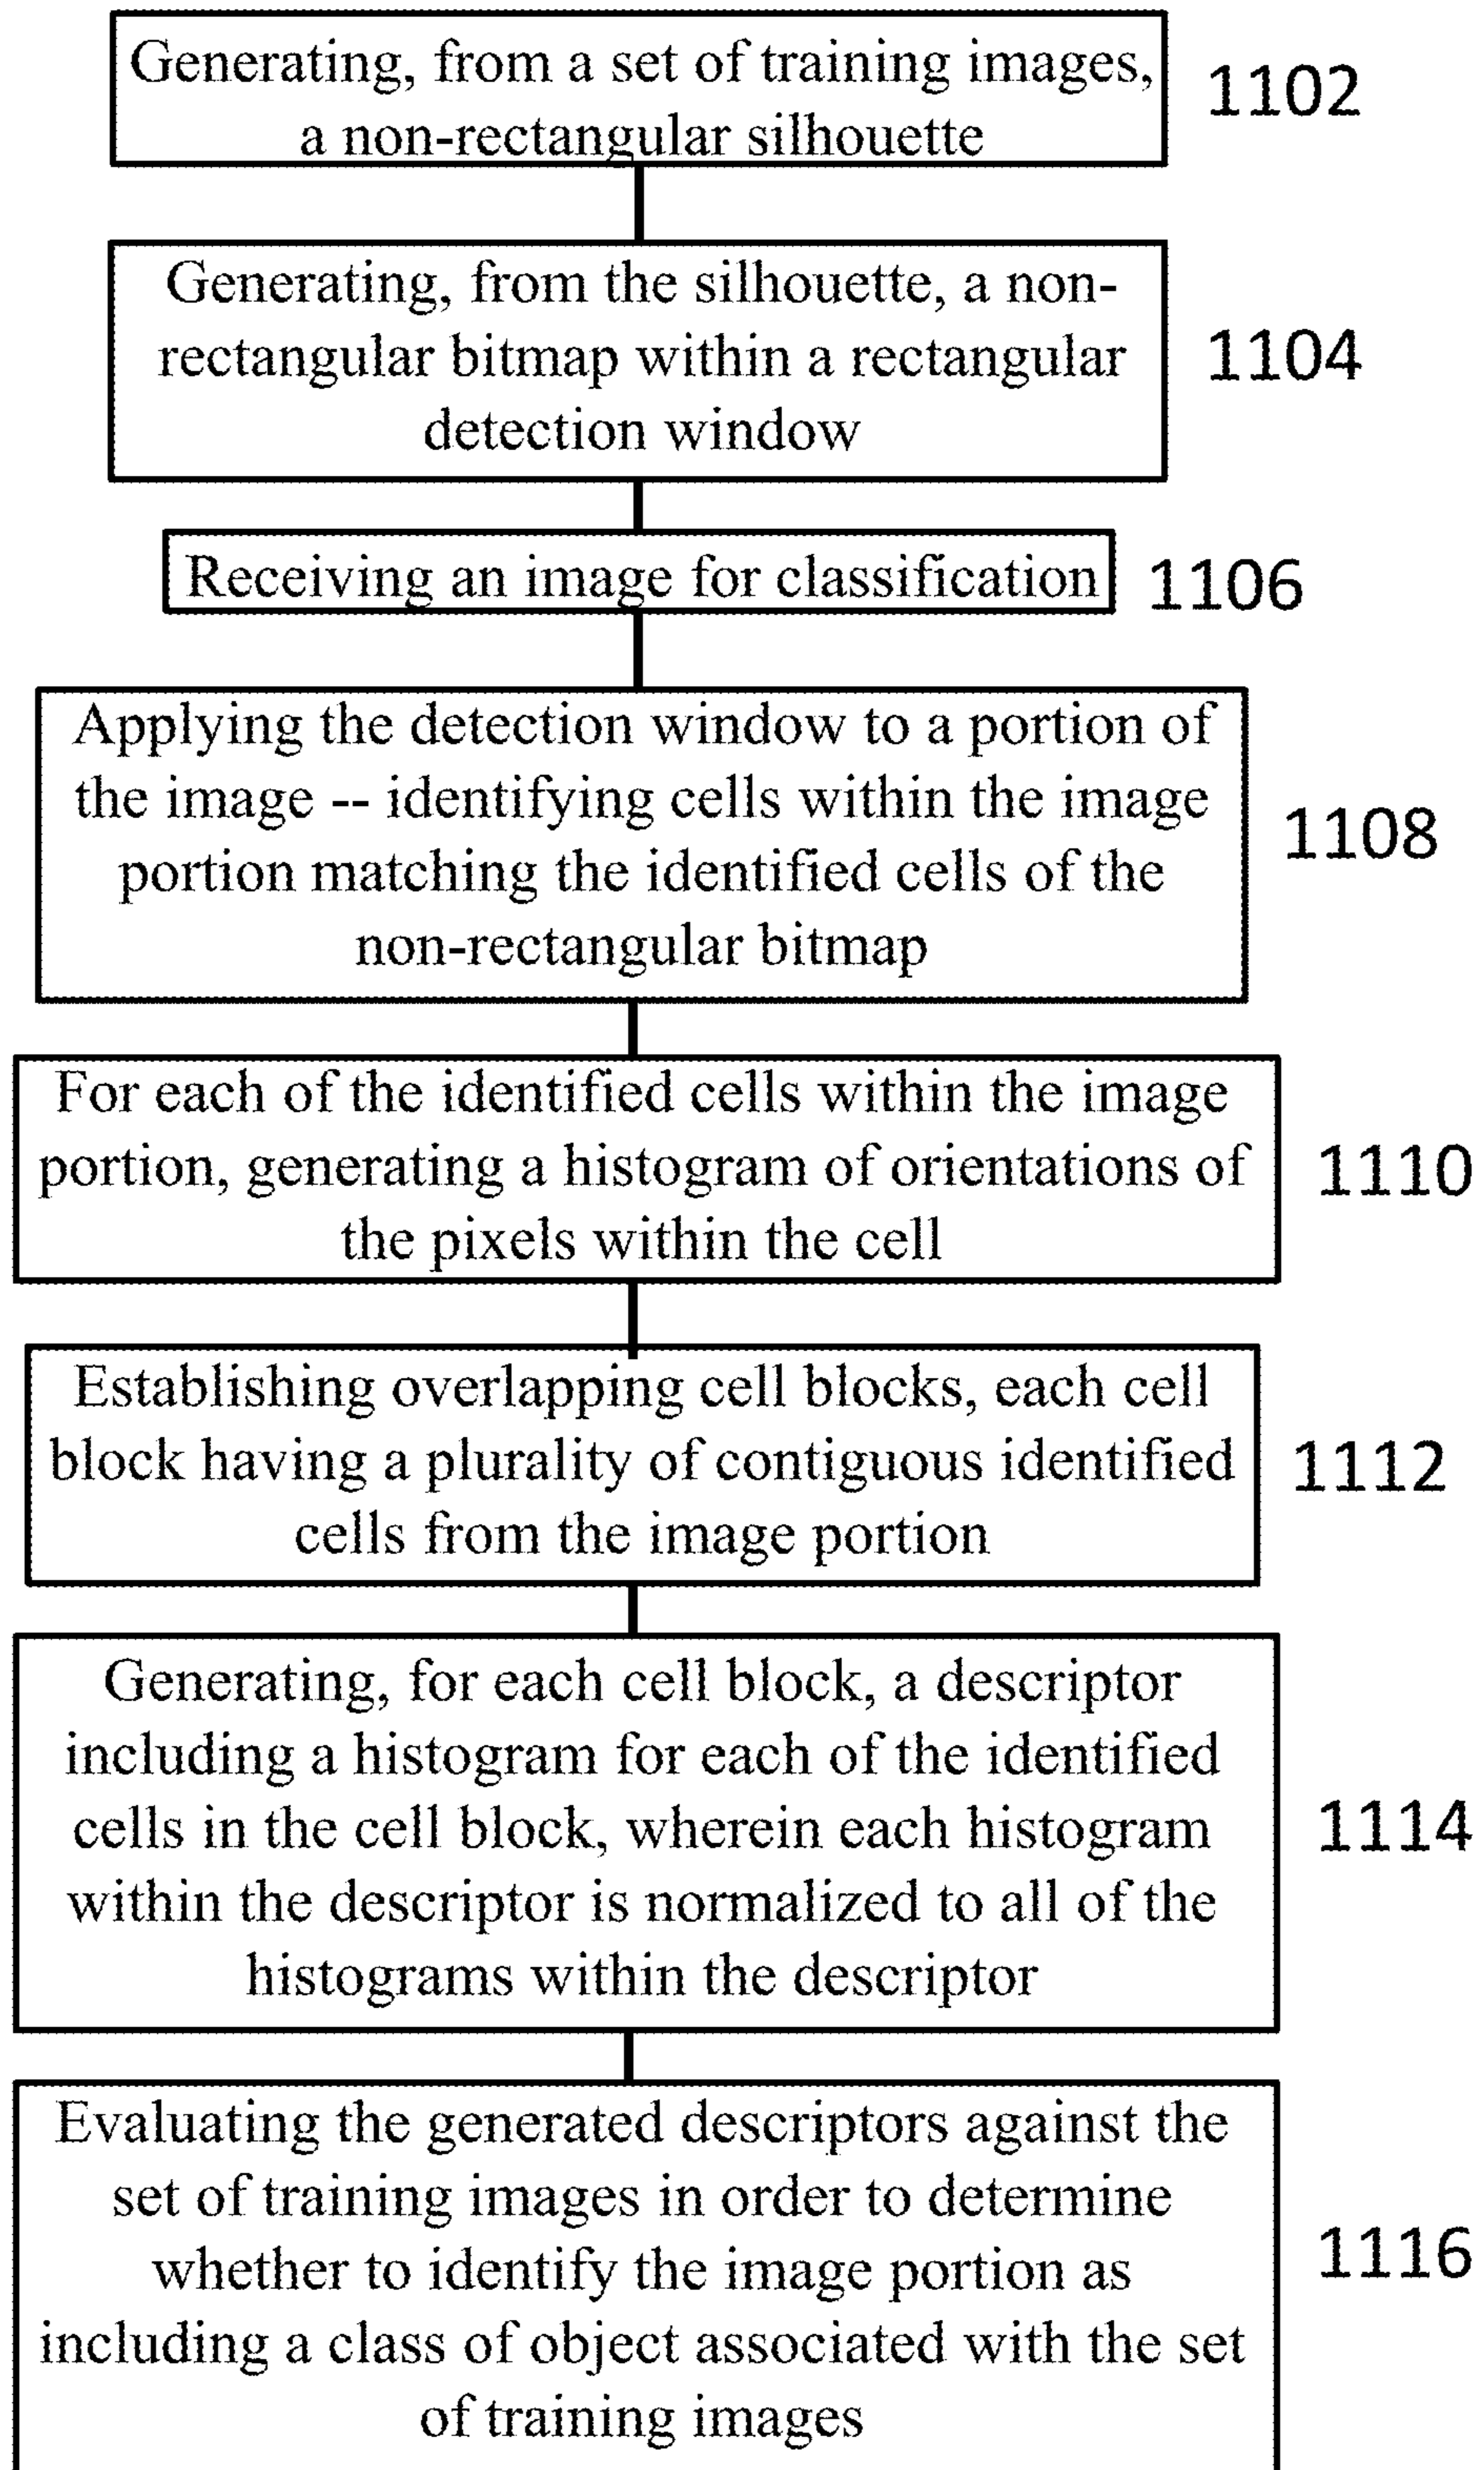 Generating, from a set of training images,
a non-rectangular silhouette
1102
Generating, from the silhouette, a non-
rectangular bitmap within a rectangular
detection window
1104
Receiving an image for classification
1106
Applying the detection window to a portion of
the image -- identifying cells within the image
portion matching the identified cells of the
non-rectangular bitmap
1108
For each of the identified cells within the image
portion, generating a histogram of orientations of
the pixels within the cell
1110
Establishing overlapping cell blocks, each cell
block having a plurality of contiguous identified
cells from the image portion
1112
Generating, for each cell block, a descriptor
including a histogram for each of the identified
cells in the cell block, wherein each histogram
within the descriptor is normalized to all of the
histograms within the descriptor
1114
Evaluating the generated descriptors against the
set of training images in order to determine
whether to identify the image portion as
including a class of object associated with the set
of training images
1116